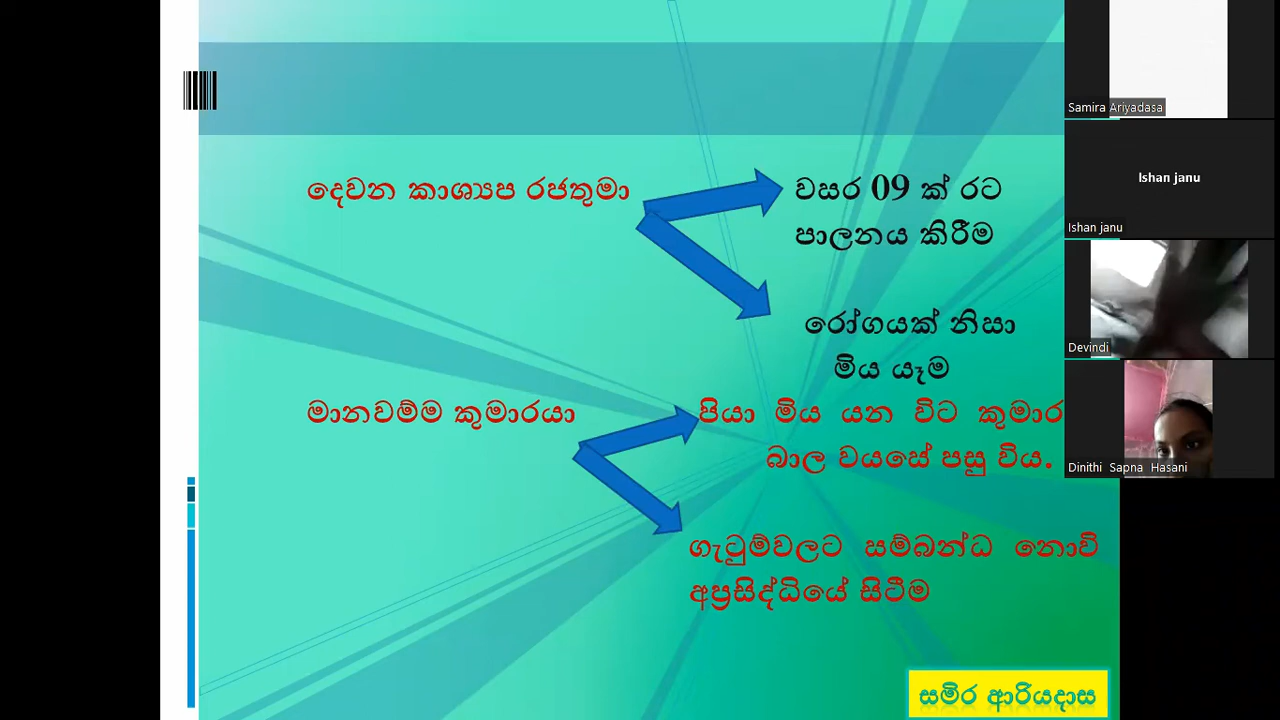 දෙවන කාශ්‍යප රජතුමා
වසර 09 ක් රට
පාලනය කිරීම
රෝගයක් නිසා
මිය යෑම
මානවම්ම කුමාරයා
පියා මිය යන විට කුමාර
බාල වයසේ පසු විය.
ගැටුම්වලට සම්බන්ධ නොවි
අප්‍රසිද්ධියේ සිටීම
සමිර ආරියදාස
Samira Ariyadasa
Ishan janu
Ishan janu
Devindi
Dinithi Sapna Hasani